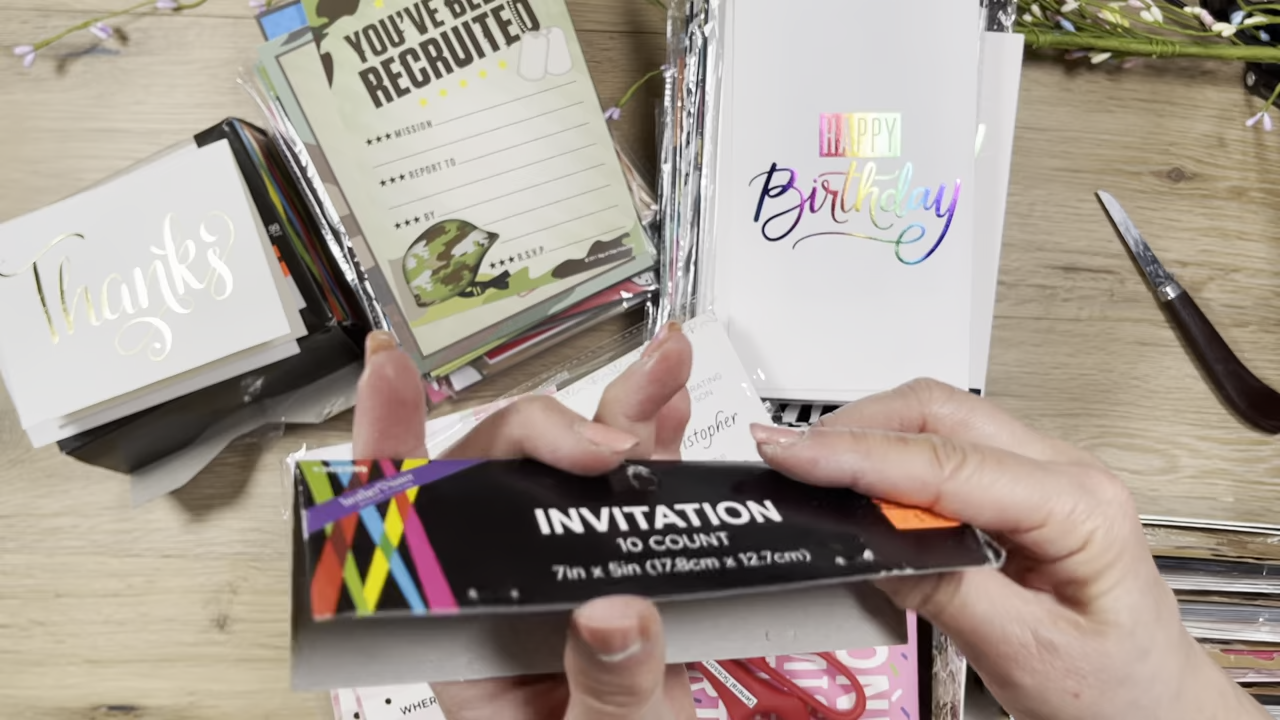 YOU'VE BEEN
RECRUITED
★★★ MISSION
★★★ REPORT TO
★★★ BY
★★★ R.S.V.P.
HAPPY
Birthday
Thanks
istopher
INVITATION
10 COUNT
7in x 5in (17.8cm x 12.7cm)
WHER